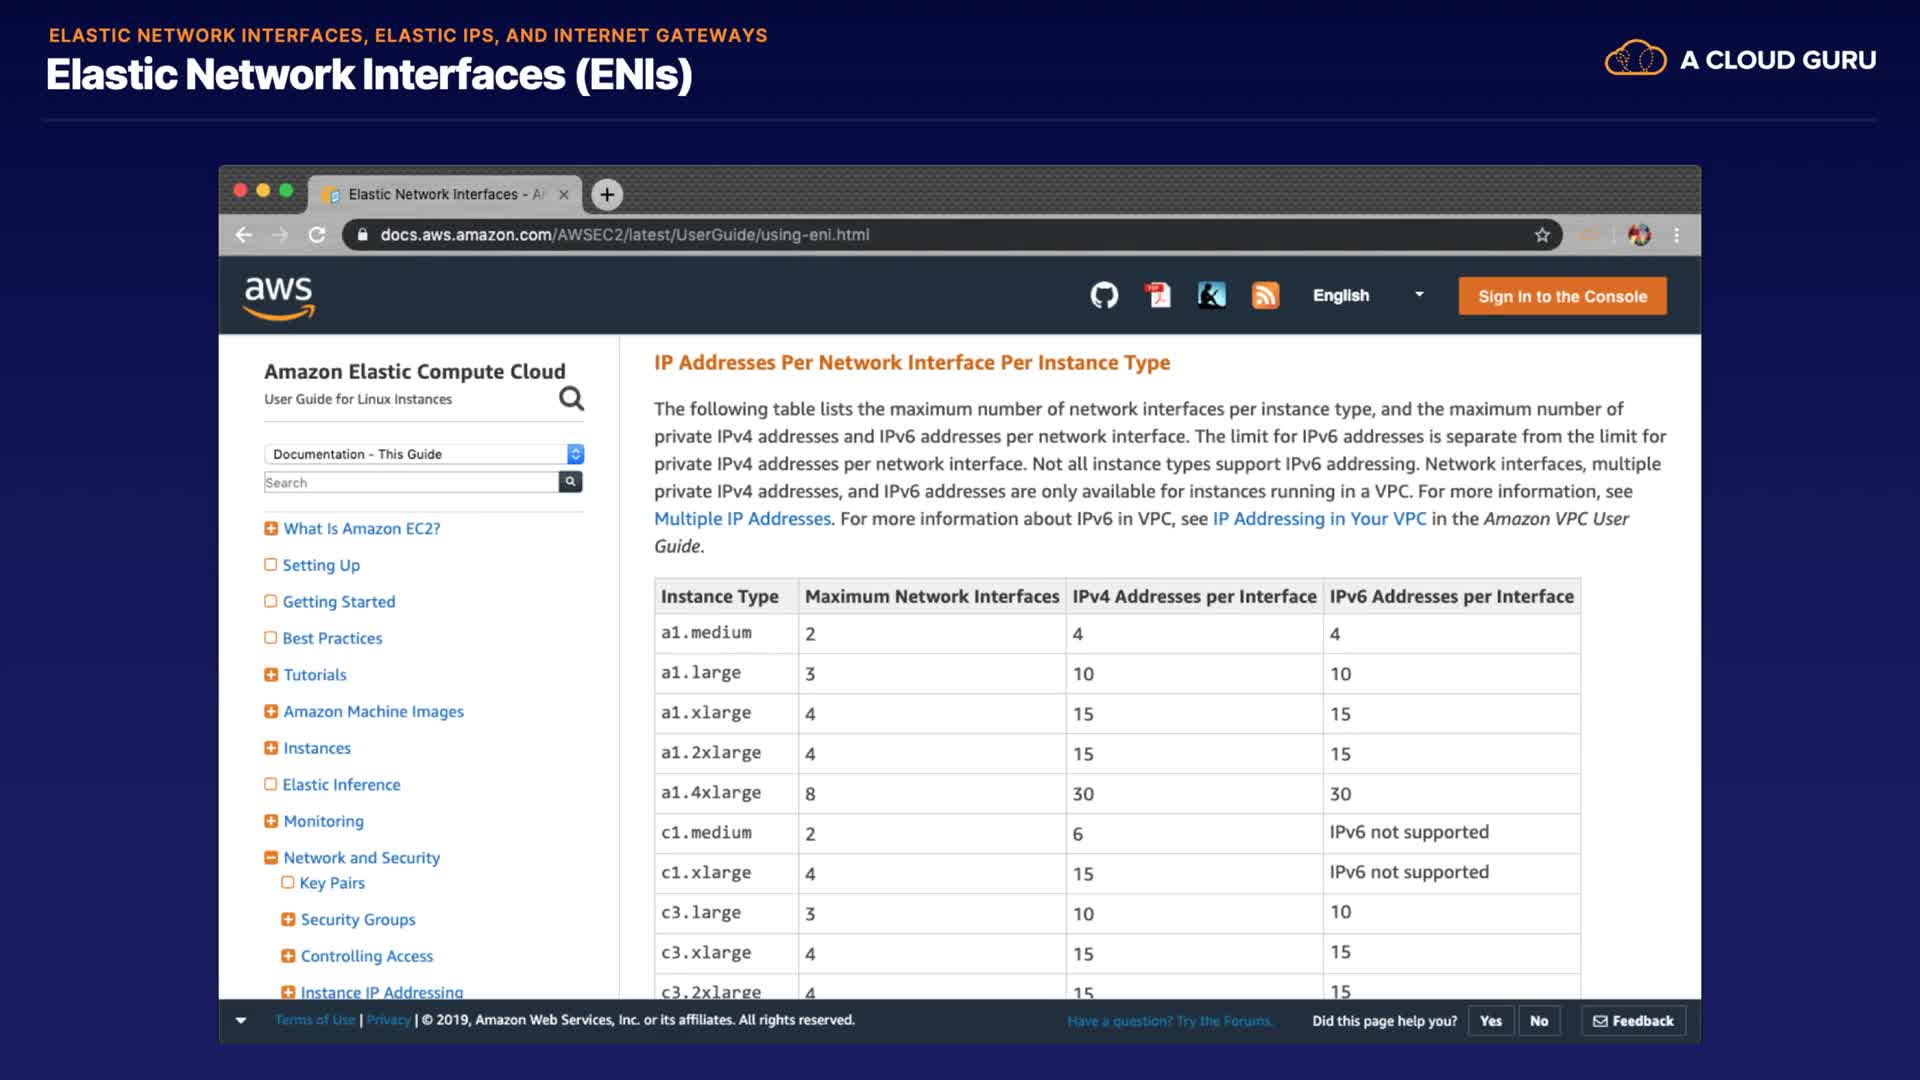 ELASTIC NETWORK INTERFACES, ELASTIC IPS, AND INTERNET GATEWAYS
Elastic Network Interfaces (ENIs)
A CLOUD GURU
Elastic Network Interfaces -
docs.aws.amazon.com/AWSEC2/latest/UserGuide/using-eni.html
aws
English
Sign In to the Console
Amazon Elastic Compute Cloud
User Guide for Linux Instances
Documentation - This Guide
Search
What Is Amazon EC2?
Setting Up
Getting Started
Best Practices
Tutorials
Amazon Machine Images
Instances
Elastic Inference
Monitoring
Network and Security
Key Pairs
Security Groups
Controlling Access
Instance IP Addressing
IP Addresses Per Network Interface Per Instance Type
The following table lists the maximum number of network interfaces per instance type, and the maximum number of
private IPv4 addresses and IPv6 addresses per network interface. The limit for IPv6 addresses is separate from the limit for
private IPv4 addresses per network interface. Not all instance types support IPv6 addressing. Network interfaces, multiple
private IPv4 addresses, and IPv6 addresses are only available for instances running in a VPC. For more information, see
Multiple IP Addresses. For more information about IPv6 in VPC, see IP Addressing in Your VPC in the Amazon VPC User
Guide.
Instance Type Maximum Network Interfaces IPv4 Addresses per Interface IPv6 Addresses per Interface
a1.medium 2 4 4
a1.large 3 10 10
a1.xlarge 4 15 15
a1.2xlarge 4 15 15
a1.4xlarge 8 30 30
c1.medium 2 6 IPv6 not supported
c1.xlarge 4 15 IPv6 not supported
c3.large 3 10 10
c3.xlarge 4 15 15
c3.2xlarge 4 15 15
Terms of Use | Privacy | © 2019, Amazon Web Services, Inc. or its affiliates. All rights reserved.
Have a question? Try the Forums.
Did this page help you? Yes No Feedback